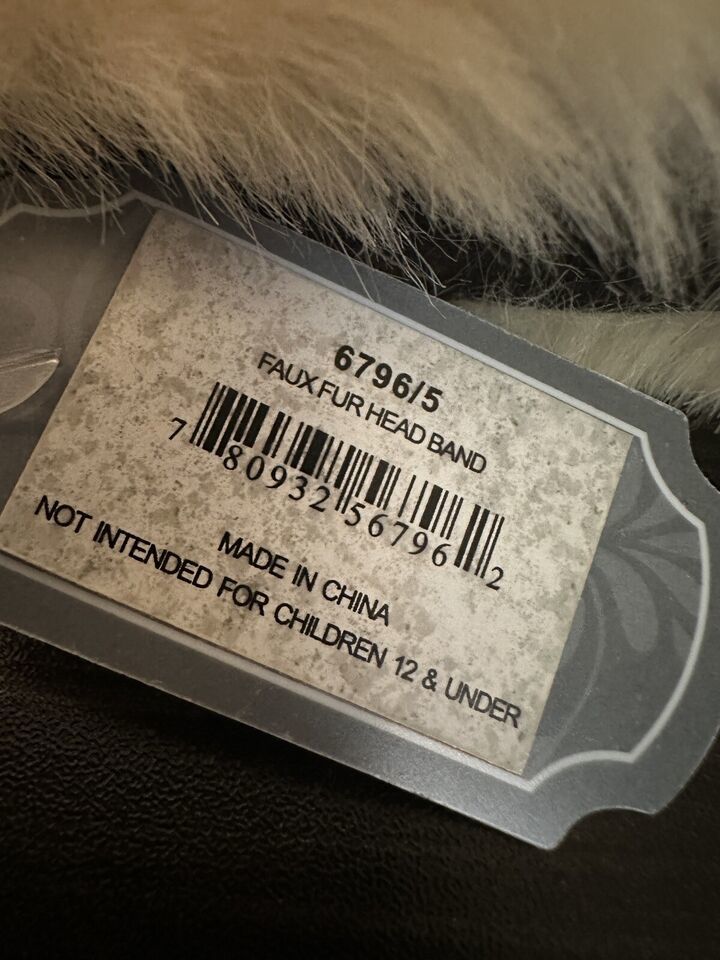 6796/5
FAUX FUR HEAD BAND
7 80932 56796 2
MADE IN CHINA
NOT INTENDED FOR CHILDREN 12 & UNDER